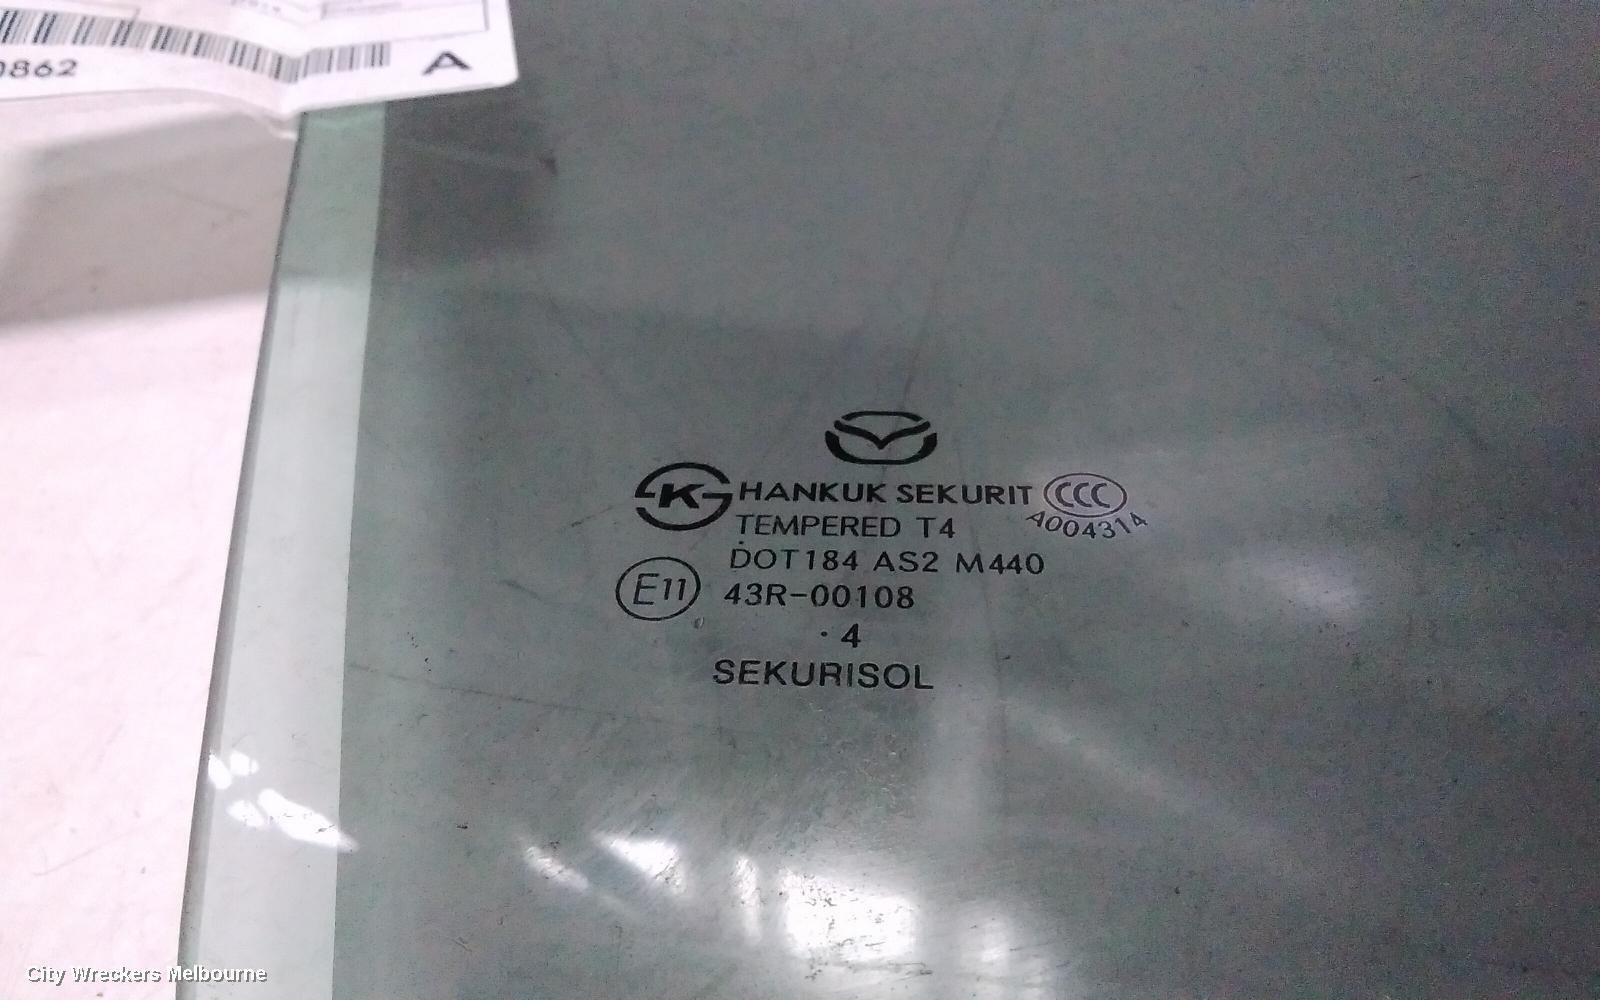 0862
A
K
HANKUK SEKURIT CCC
A004314
TEMPERED T4
DOT184 AS2 M440
E11 43R-00108
· 4
SEKURISOL
City Wreckers Melbourne